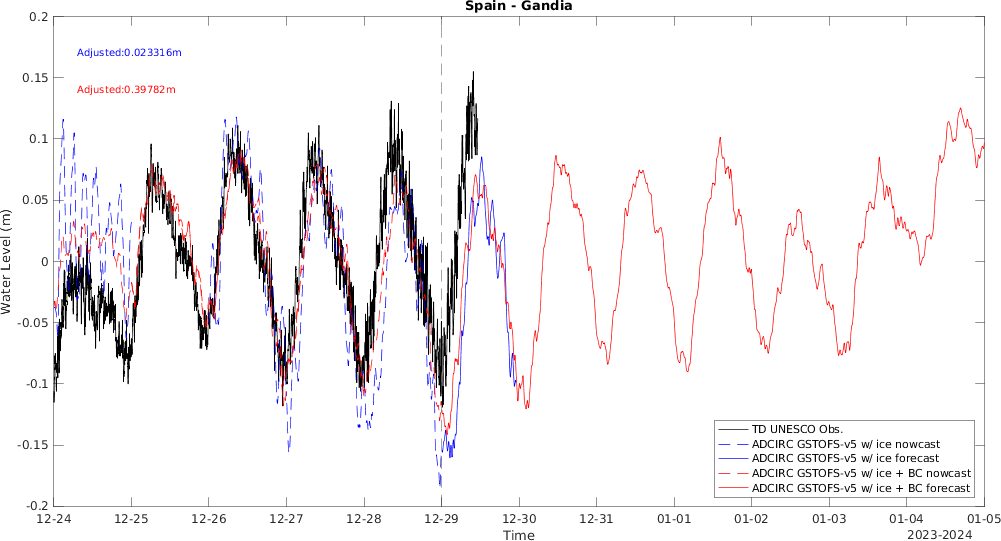 Spain - Gandia
Adjusted:0.023316m
Adjusted:0.39782m
Water Level (m)
0.2
0.15
0.1
0.05
0
-0.05
-0.1
-0.15
-0.2
TD UNESCO Obs.
ADCIRC GSTOFS-v5 w/ ice nowcast
ADCIRC GSTOFS-v5 w/ ice forecast
ADCIRC GSTOFS-v5 w/ ice + BC nowcast
ADCIRC GSTOFS-v5 w/ ice + BC forecast
12-24 12-25 12-26 12-27 12-28 12-29 12-30 12-31 01-01 01-02 01-03 01-04 01-05
Time
2023-2024